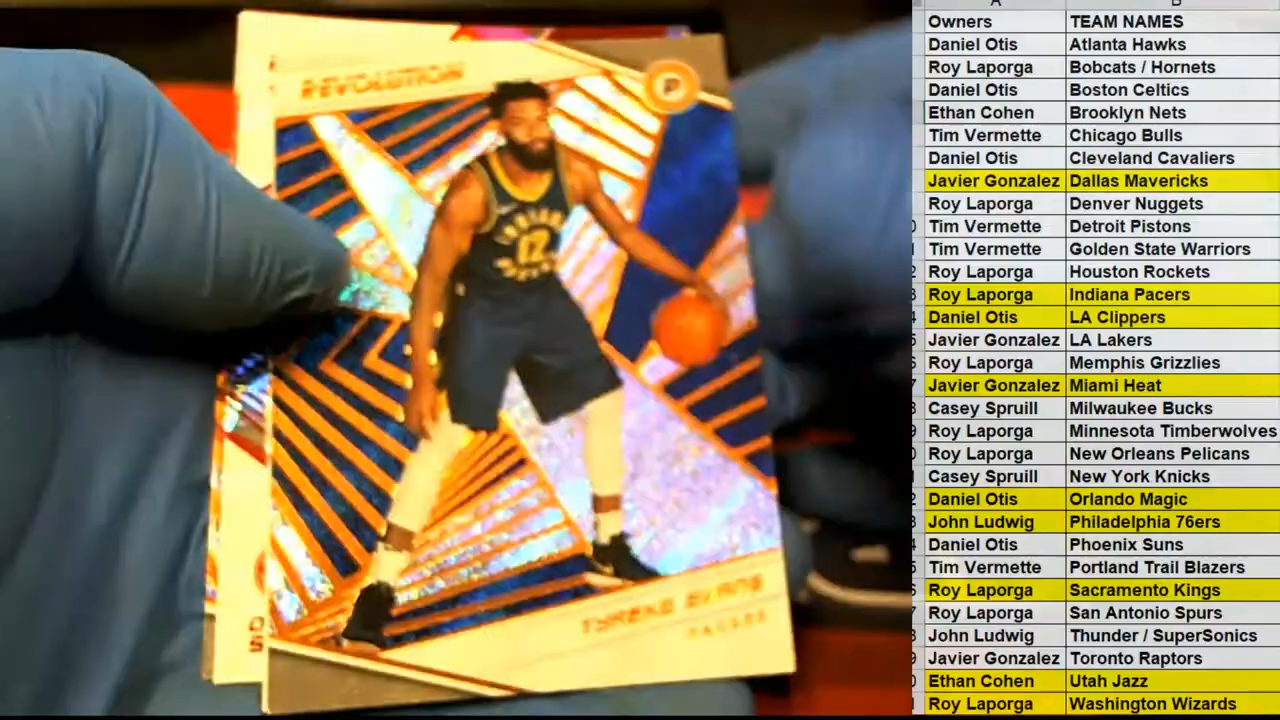 REVOLUTION
P
INDIANA
12
TYREKE EVANS
PACERS
A B
Owners TEAM NAMES
Daniel Otis Atlanta Hawks
Roy Laporga Bobcats / Hornets
Daniel Otis Boston Celtics
Ethan Cohen Brooklyn Nets
Tim Vermette Chicago Bulls
Daniel Otis Cleveland Cavaliers
Javier Gonzalez Dallas Mavericks
Roy Laporga Denver Nuggets
Tim Vermette Detroit Pistons
Tim Vermette Golden State Warriors
Roy Laporga Houston Rockets
Roy Laporga Indiana Pacers
Daniel Otis LA Clippers
Javier Gonzalez LA Lakers
Roy Laporga Memphis Grizzlies
Javier Gonzalez Miami Heat
Casey Spruill Milwaukee Bucks
Roy Laporga Minnesota Timberwolves
Roy Laporga New Orleans Pelicans
Casey Spruill New York Knicks
Daniel Otis Orlando Magic
John Ludwig Philadelphia 76ers
Daniel Otis Phoenix Suns
Tim Vermette Portland Trail Blazers
Roy Laporga Sacramento Kings
Roy Laporga San Antonio Spurs
John Ludwig Thunder / SuperSonics
Javier Gonzalez Toronto Raptors
Ethan Cohen Utah Jazz
Roy Laporga Washington Wizards